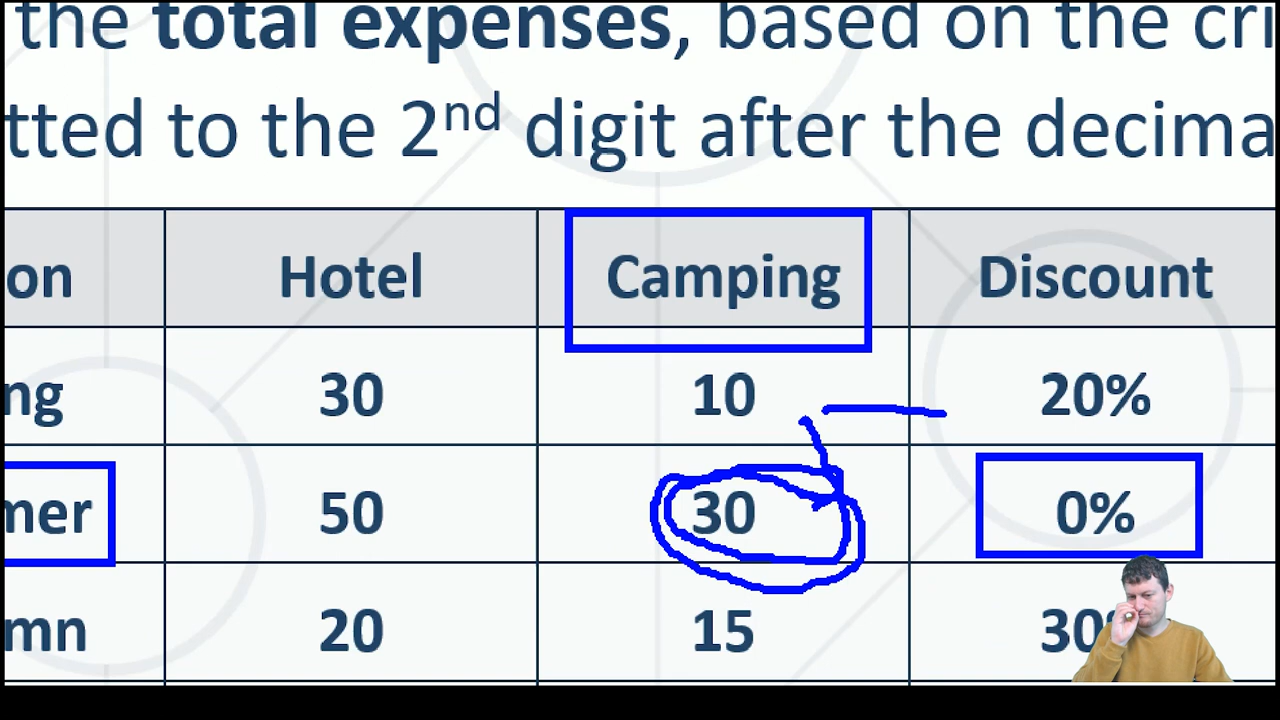 the total expenses, based on the cri
tted to the 2nd digit after the decima
on Hotel Camping Discount
ng 30 10 20%
mer 50 30 0%
mn 20 15 30